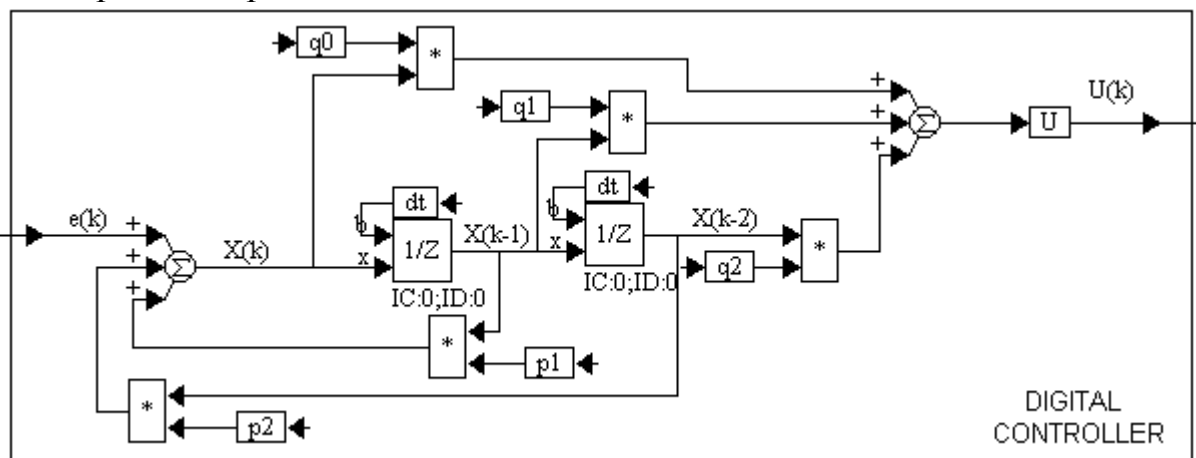 q0
*
q1
*
U(k)
+
+
+
Σ
U
dt
dt
e(k)
+
+
+
Σ
X(k)
b
x
1/Z
X(k-1)
b
x
1/Z
X(k-2)
*
q2
IC:0;ID:0
IC:0;ID:0
*
p1
*
p2
DIGITAL
CONTROLLER